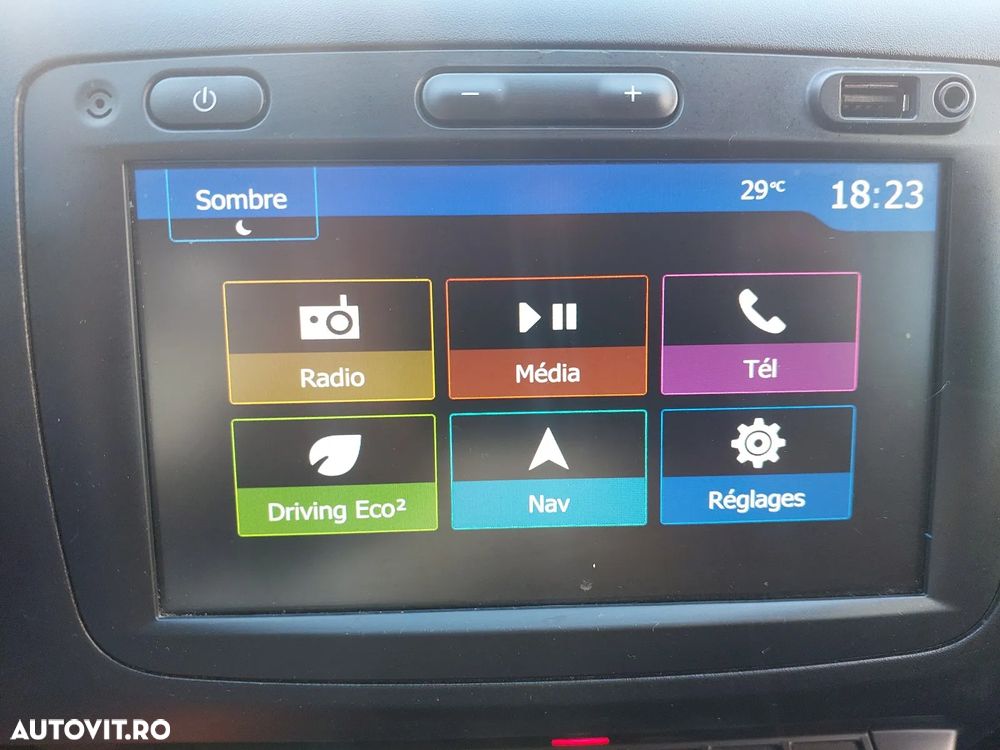 − +
Sombre 29°C 18:23
Radio Média Tél
Driving Eco² Nav Réglages
AUTOVIT.RO